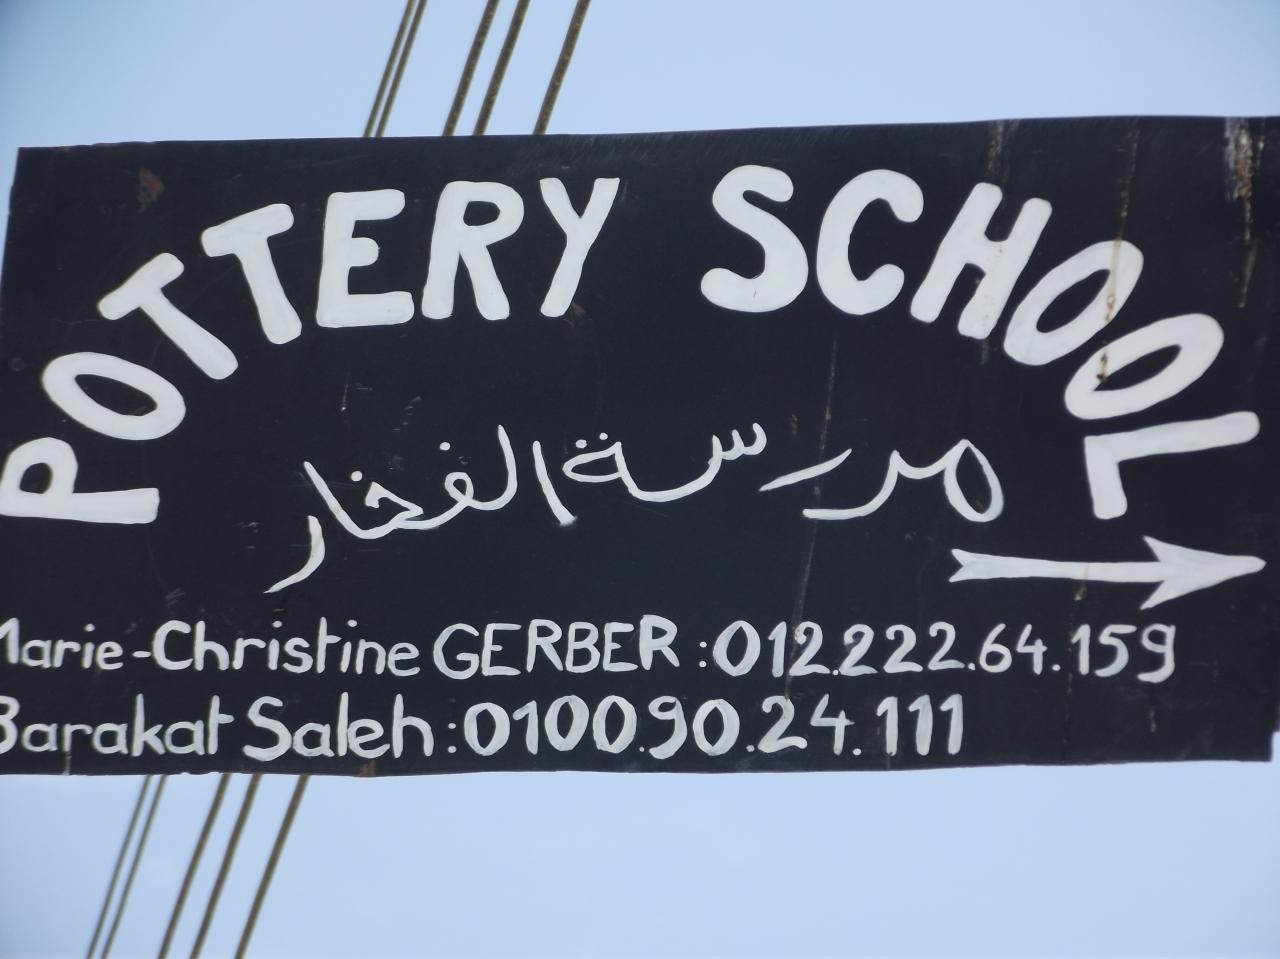 POTTERY SCHOOL
مدرسة الفخار
Marie-Christine GERBER :012.222.64.159
Barakat Saleh :0100.90.24.111